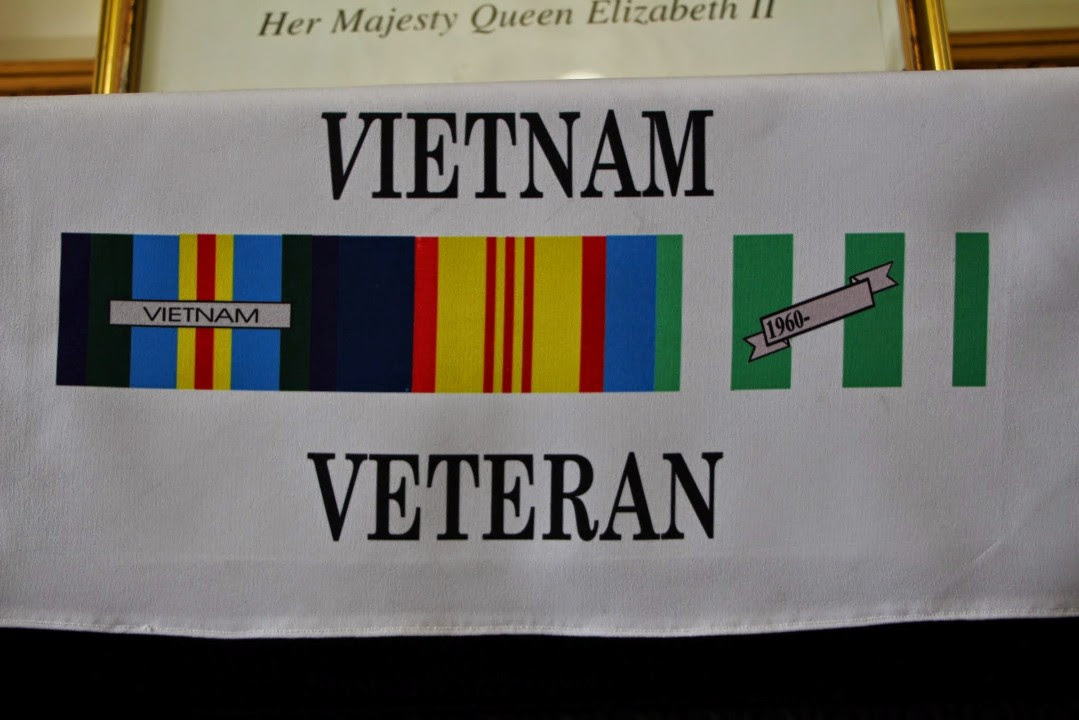 Her Majesty Queen Elizabeth II
VIETNAM
VIETNAM
1960-
VETERAN